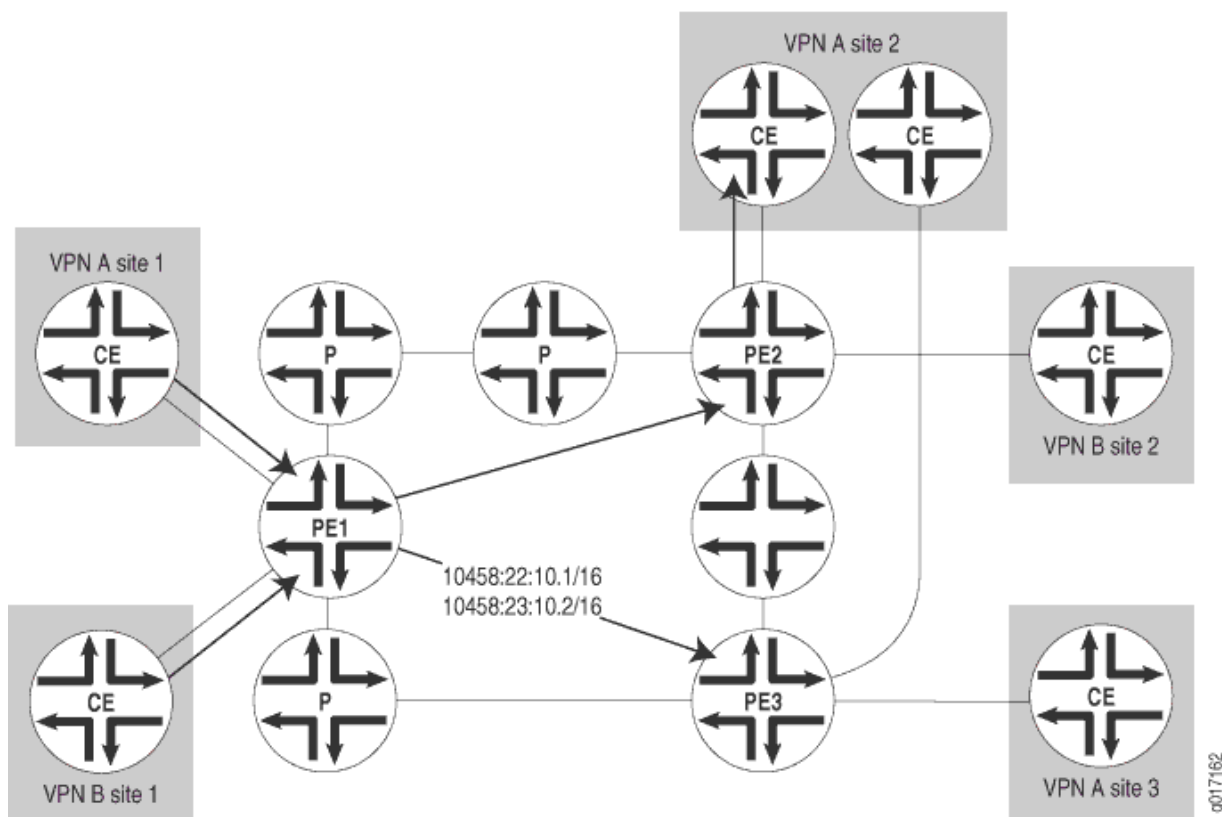 VPN A site 2
CE
CE
VPN A site 1
CE
P
P
PE2
CE
VPN B site 2
PE1
10458:22:10.1/16
10458:23:10.2/16
CE
VPN B site 1
P
PE3
CE
VPN A site 3
g017162